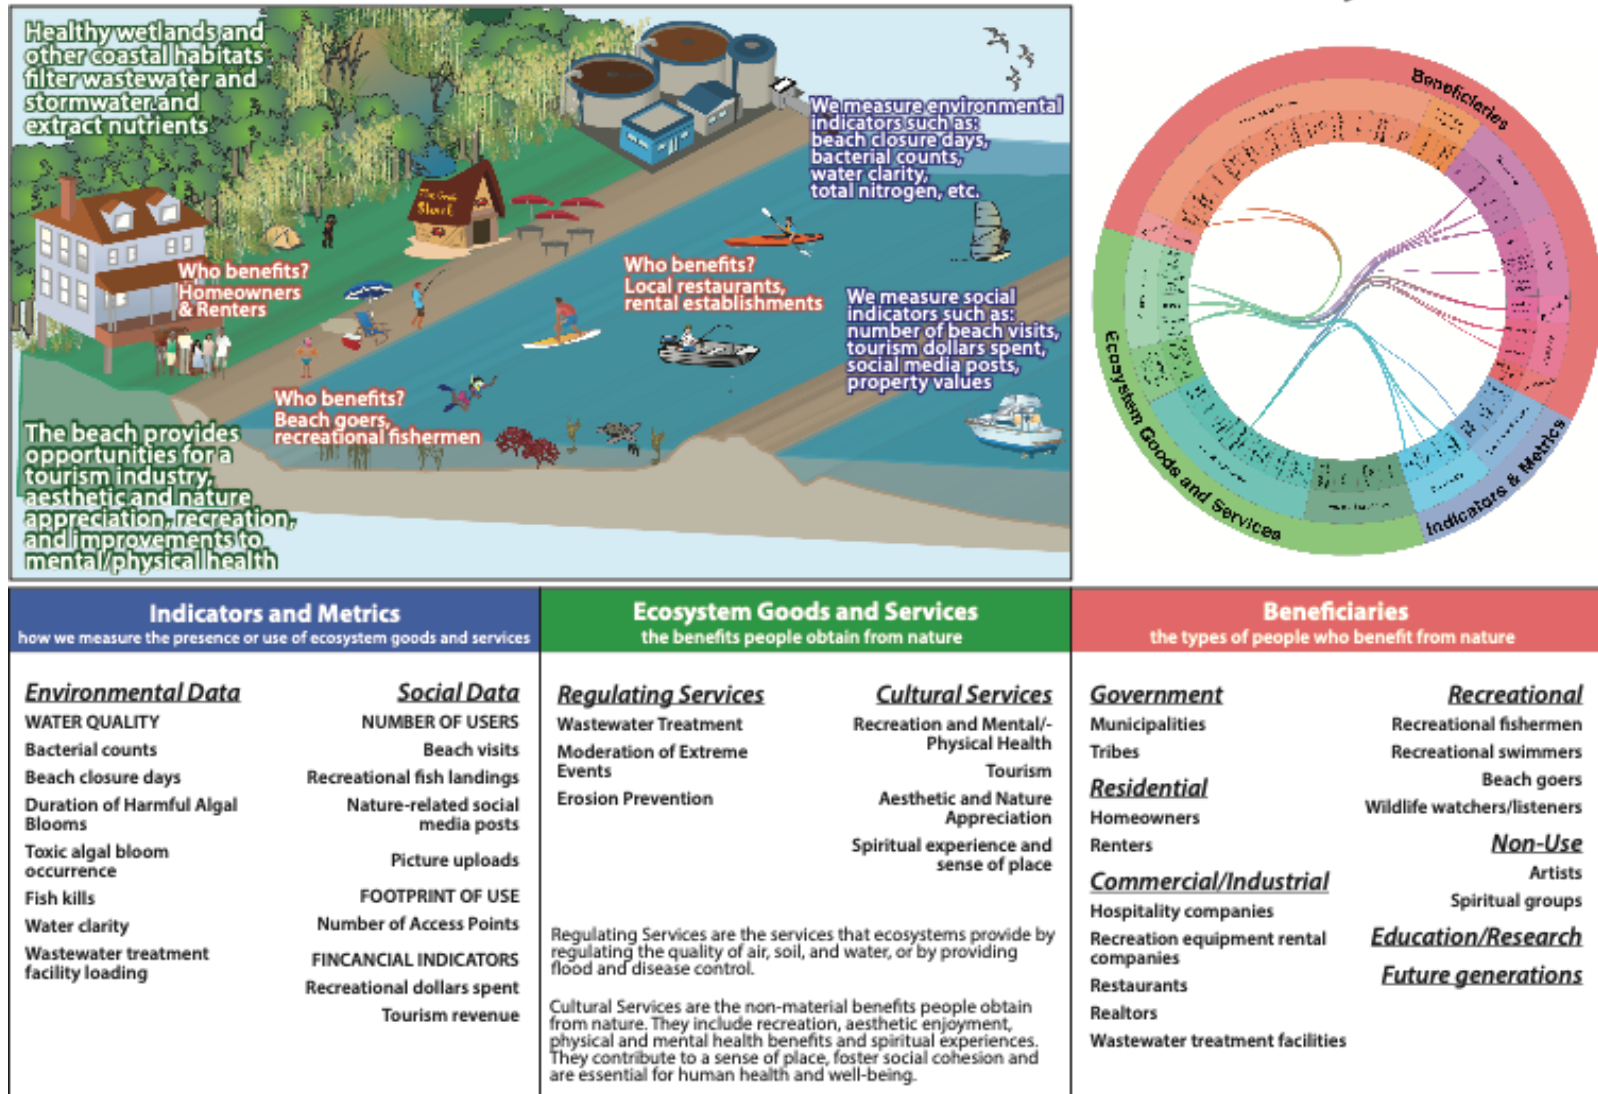 Healthy wetlands and
other coastal habitats
filter wastewater and
stormwater and
extract nutrients
We measure environmental
indicators such as:
beach closure days,
bacterial counts,
water clarity,
total nitrogen, etc.
Who benefits?
Homeowners
& Renters
Who benefits?
Local restaurants,
rental establishments
We measure social
indicators such as:
number of beach visits,
tourism dollars spent,
social media posts,
property values
Who benefits?
Beach goers,
recreational fishermen
The beach provides
opportunities for a
tourism industry,
aesthetic and nature
appreciation, recreation,
and improvements to
mental/physical health
Beneficiaries
Ecosystem Goods and Services
Indicators & Metrics
Indicators and Metrics
how we measure the presence or use of ecosystem goods and services
Environmental Data
WATER QUALITY
Bacterial counts
Beach closure days
Duration of Harmful Algal
Blooms
Toxic algal bloom
occurrence
Fish kills
Water clarity
Wastewater treatment
facility loading
Social Data
NUMBER OF USERS
Beach visits
Recreational fish landings
Nature-related social
media posts
Picture uploads
FOOTPRINT OF USE
Number of Access Points
FINCANCIAL INDICATORS
Recreational dollars spent
Tourism revenue
Ecosystem Goods and Services
the benefits people obtain from nature
Regulating Services
Wastewater Treatment
Moderation of Extreme
Events
Erosion Prevention
Cultural Services
Recreation and Mental/-
Physical Health
Tourism
Aesthetic and Nature
Appreciation
Spiritual experience and
sense of place
Regulating Services are the services that ecosystems provide by
regulating the quality of air, soil, and water, or by providing
flood and disease control.
Cultural Services are the non-material benefits people obtain
from nature. They include recreation, aesthetic enjoyment,
physical and mental health benefits and spiritual experiences.
They contribute to a sense of place, foster social cohesion and
are essential for human health and well-being.
Beneficiaries
the types of people who benefit from nature
Government
Municipalities
Tribes
Residential
Homeowners
Renters
Commercial/Industrial
Hospitality companies
Recreation equipment rental
companies
Restaurants
Realtors
Wastewater treatment facilities
Recreational
Recreational fishermen
Recreational swimmers
Beach goers
Wildlife watchers/listeners
Non-Use
Artists
Spiritual groups
Education/Research
Future generations